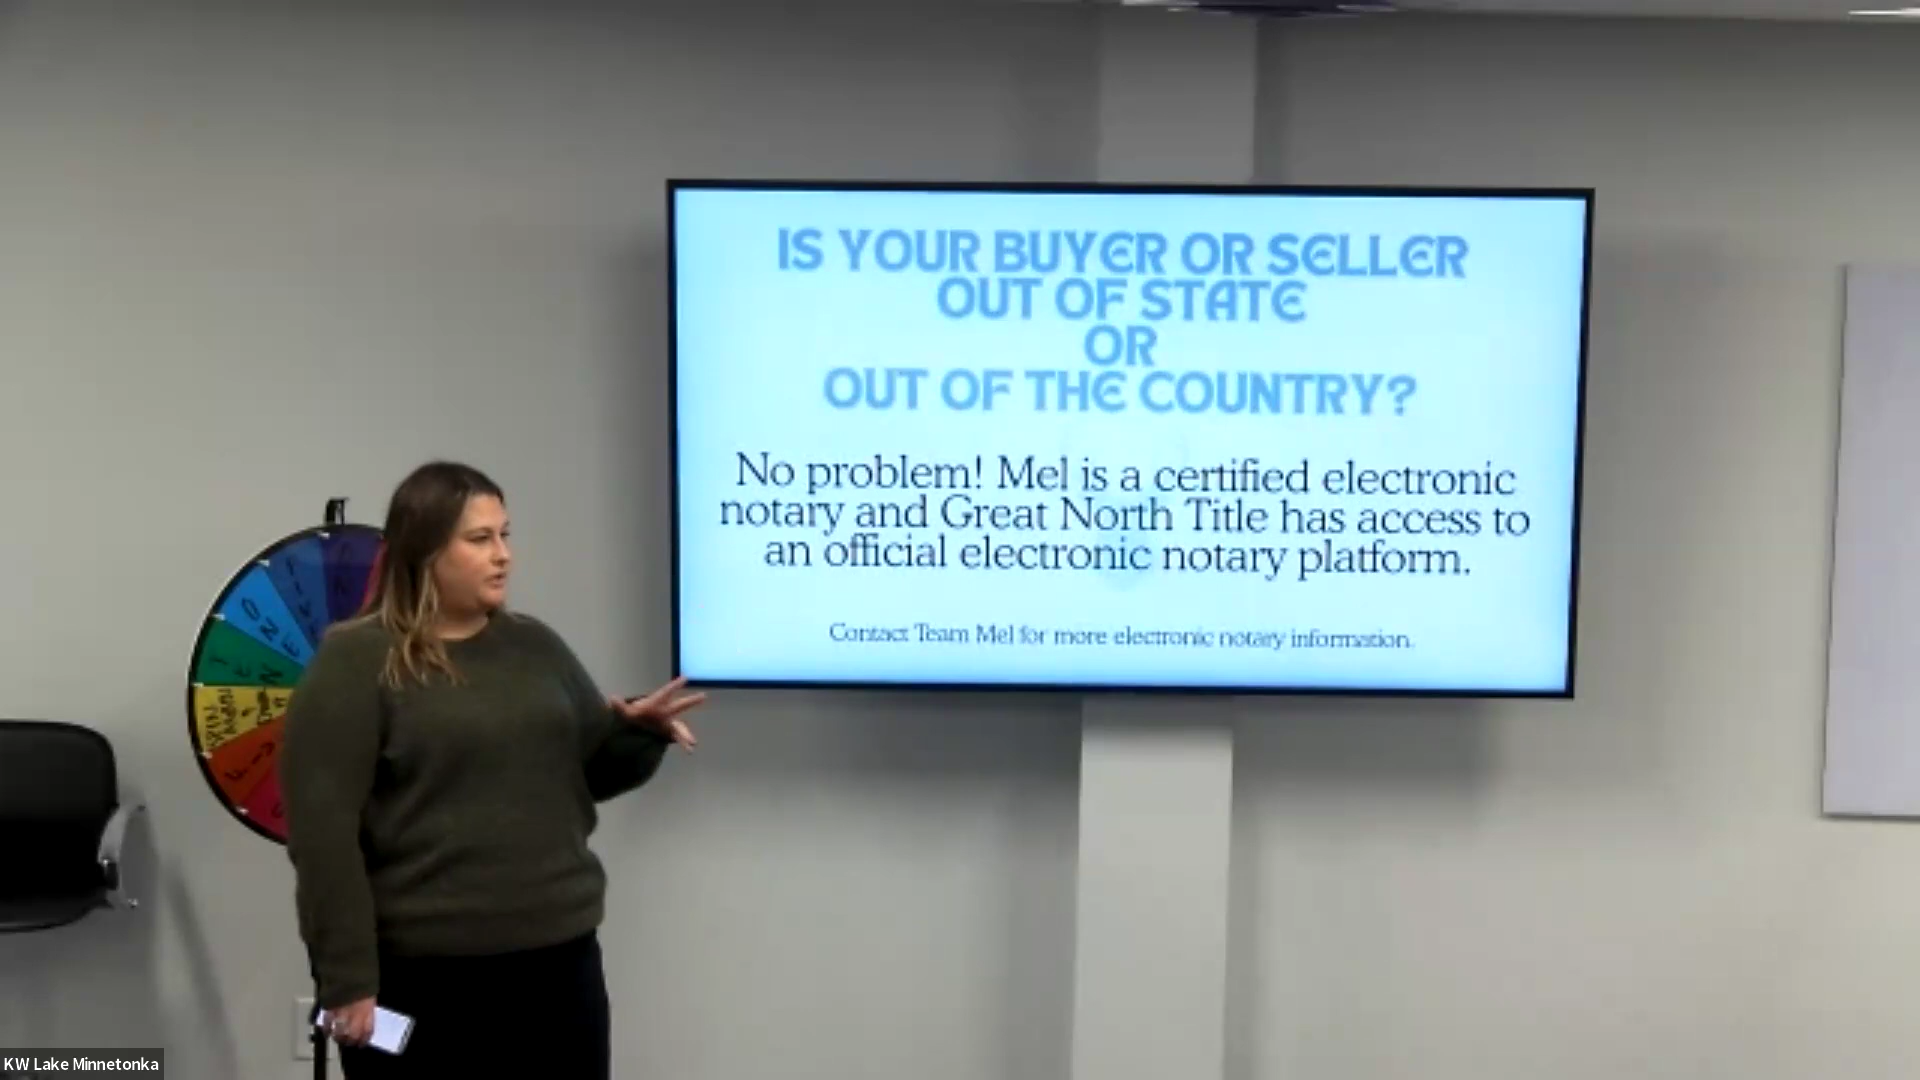 IS YOUR BUYER OR SELLER
OUT OF STATE
OR
OUT OF THE COUNTRY?
No problem! Mel is a certified electronic
notary and Great North Title has access to
an official electronic notary platform.
Contact Team Mel for more electronic notary information.
KW Lake Minnetonka